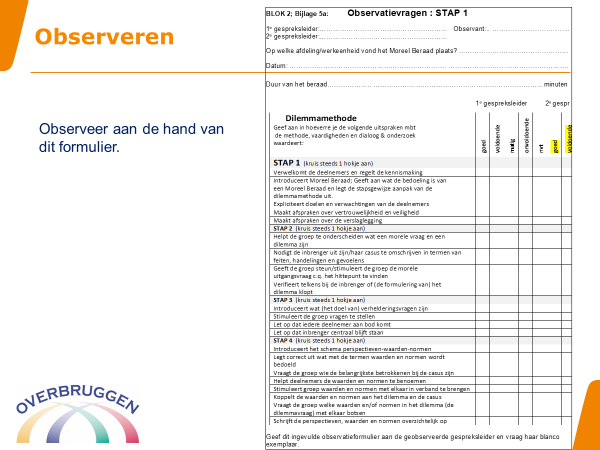 Observeren
Observeer aan de hand van
dit formulier.
BLOK 2; Bijlage 5a: Observatievragen : STAP 1
1e gespreksleider:........................................ Observant:.. ........................
2e gespreksleider:........................................
Op welke afdeling/werkeenheid vond het Moreel Beraad plaats? ...................................
Datum: ................................................................................
Duur van het beraad......................................................................minuten
1e gespreksleider 2e gespr
Dilemmamethode
Geef aan in hoeverre je de volgende uitspraken mbt
de methode, vaardigheden en dialoog & onderzoek
waardeert:
goed voldoende matig onvoldoende nvt goed voldoende
STAP 1 (kruis steeds 1 hokje aan)
Verwelkomt de deelnemers en regelt de kennismaking
Introduceert Moreel Beraad; Geeft aan wat de bedoeling is van
een Moreel Beraad en legt de stapsgewijze aanpak van de
dilemmamethode uit.
Expliciteert doelen en verwachtingen van de deelnemers
Maakt afspraken over vertrouwelijkheid en veiligheid
Maakt afspraken over de verslaglegging
STAP 2 (kruis steeds 1 hokje aan)
Helpt de groep te onderscheiden wat een morele vraag en een
dilemma zijn
Nodigt de inbrenger uit zijn/haar casus te omschrijven in termen van
feiten, handelingen en gevoelens
Geeft de groep steun/stimuleert de groep de morele
uitgangsvraag c.q. het hittepunt te vinden
Verifieert telkens bij de inbrenger of (de formulering van) het
dilemma klopt
STAP 3 (kruis steeds 1 hokje aan)
Introduceert wat (het doel van) verhelderingsvragen zijn
Stimuleert de groep vragen te stellen
Let op dat iedere deelnemer aan bod komt
Let op dat inbrenger centraal blijft staan
STAP 4 (kruis steeds 1 hokje aan)
Introduceert het schema perspectieven-waarden-normen
Legt correct uit wat met de termen waarden en normen wordt
bedoeld
Vraagt de groep wie de belangrijkste betrokkenen bij de casus zijn
Helpt deelnemers de waarden en normen te benoemen
Stimuleert groep waarden en normen met elkaar in verband te brengen
Koppelt de waarden en normen aan het dilemma en de casus
Vraagt de groep welke waarden en/of normen in het dilemma (de
dilemmavraag) met elkaar botsen
Schrijft de perspectieven, waarden en normen overzichtelijk op
Geef dit ingevulde observatieformulier aan de geobserveerde gespreksleider en vraag haar blanco
exemplaar.
OVERBRUGGEN